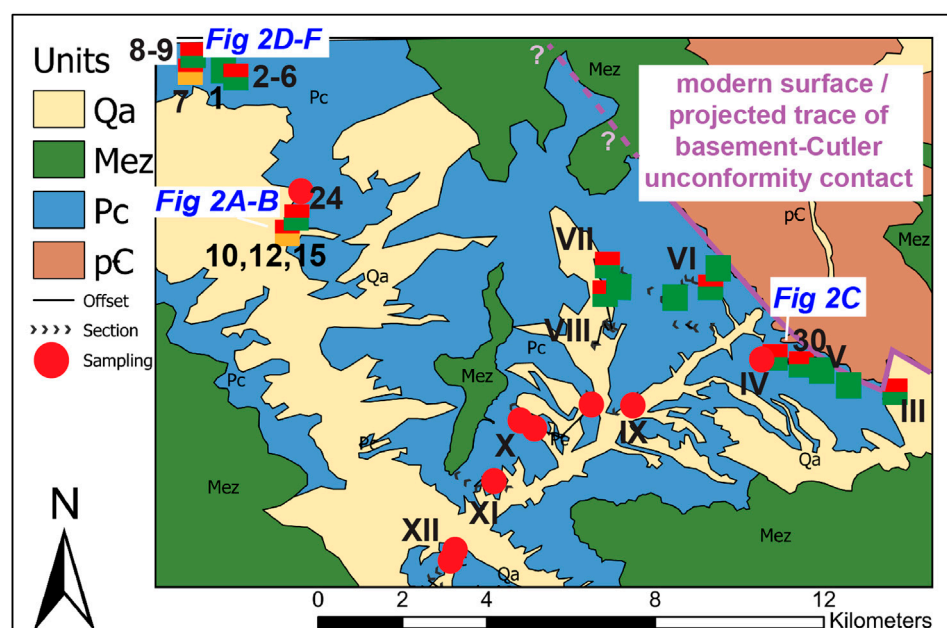 Units
Qa
Mez
Pc
p₵
Offset
Section
Sampling
N
8-9
Fig 2D-F
7
1
2-6
Pc
Fig 2A-B
24
10,12,15
Qa
Pc
Mez
?
?
Mez
modern surface /
projected trace of
basement-Cutler
unconformity contact
p₵
Mez
VII
VI
VIII
Pc
Fig 2C
30
IV
V
III
Mez
X
IX
Qa
XI
Mez
Mez
XII
Qa
0
2
4
8
12
Kilometers